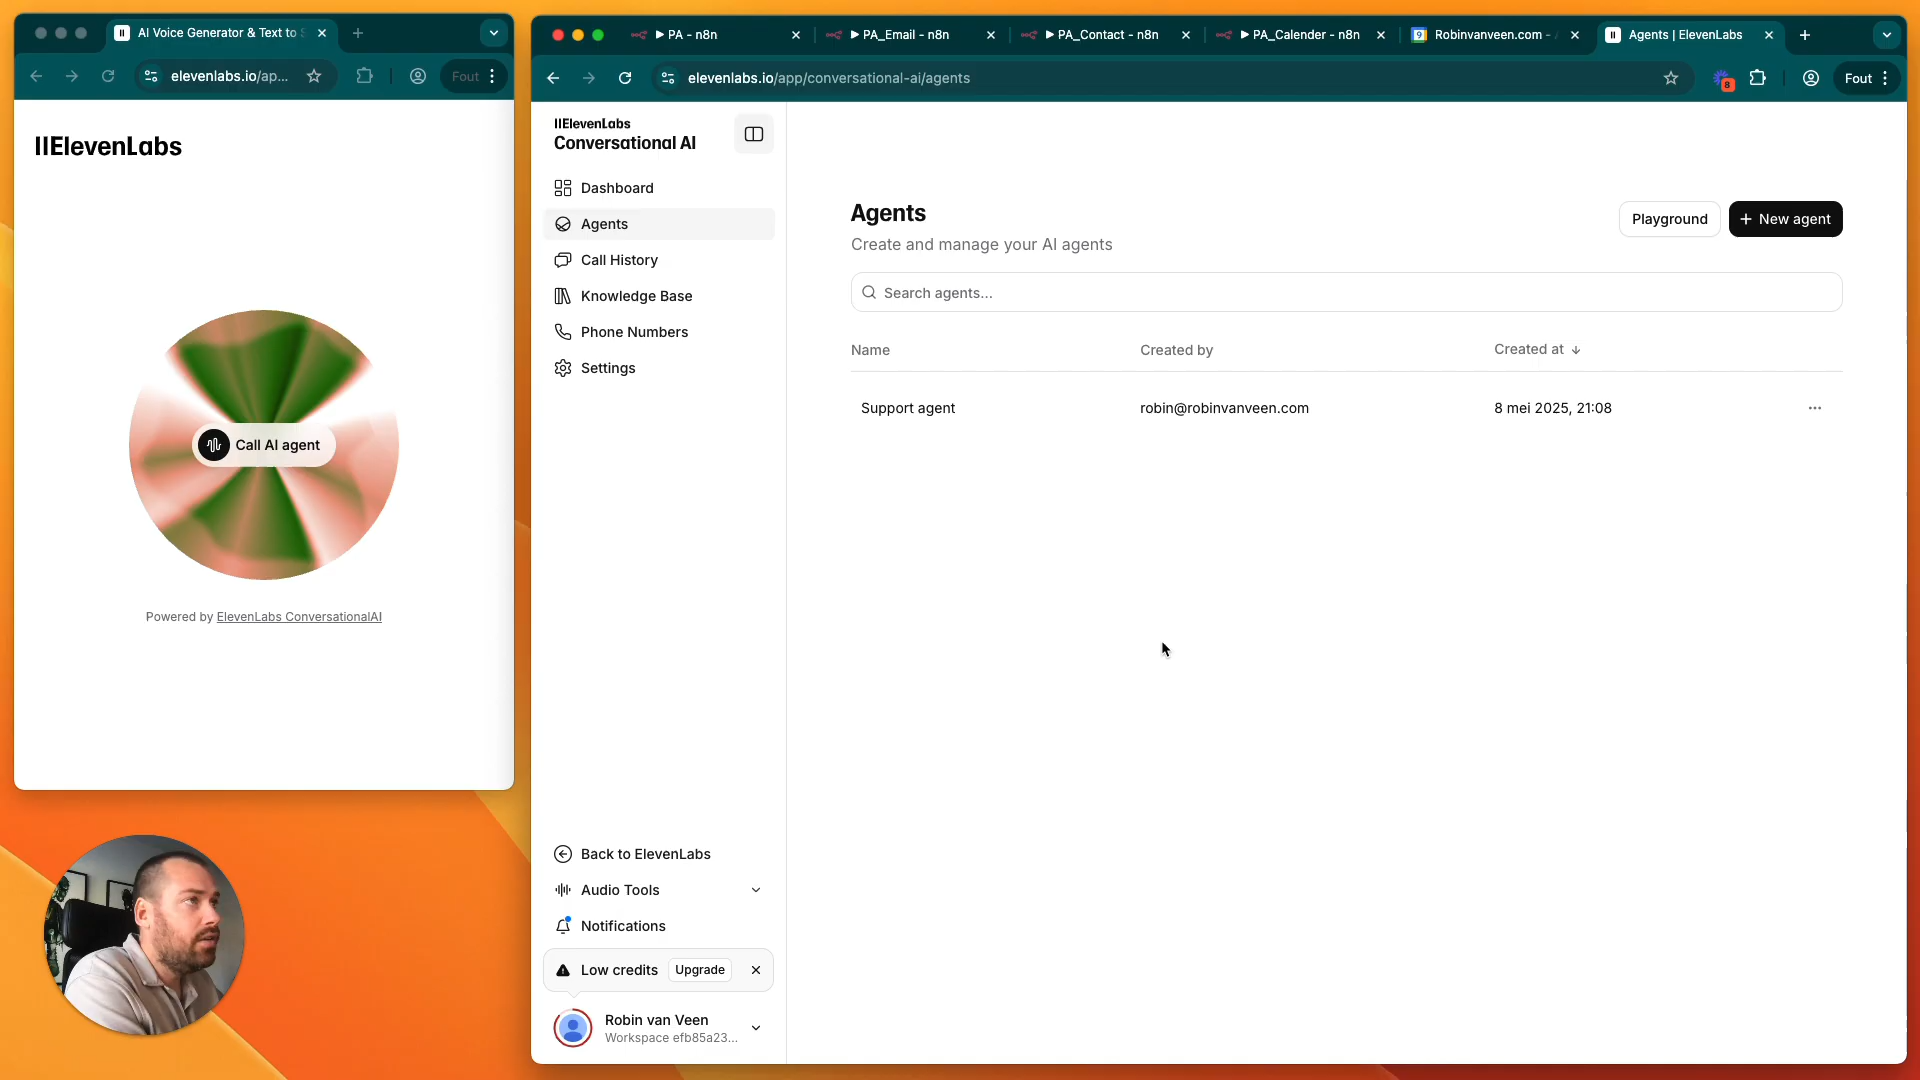 AI Voice Generator & Text to S
elevenlabs.io/ap...
Fout
IIElevenLabs
Call AI agent
Powered by ElevenLabs ConversationalAI
PA - n8n
PA_Email - n8n
PA_Contact - n8n
PA_Calender - n8n
9
Robinvanveen.com -
Agents | ElevenLabs
elevenlabs.io/app/conversational-ai/agents
8
Fout
IIElevenLabs
Conversational AI
Dashboard
Agents
Call History
Knowledge Base
Phone Numbers
Settings
Agents
Create and manage your AI agents
Playground
+ New agent
Search agents...
Name
Created by
Created at ↓
Support agent
robin@robinvanveen.com
8 mei 2025, 21:08
Back to ElevenLabs
Audio Tools
Notifications
Low credits
Upgrade
Robin van Veen
Workspace efb85a23...